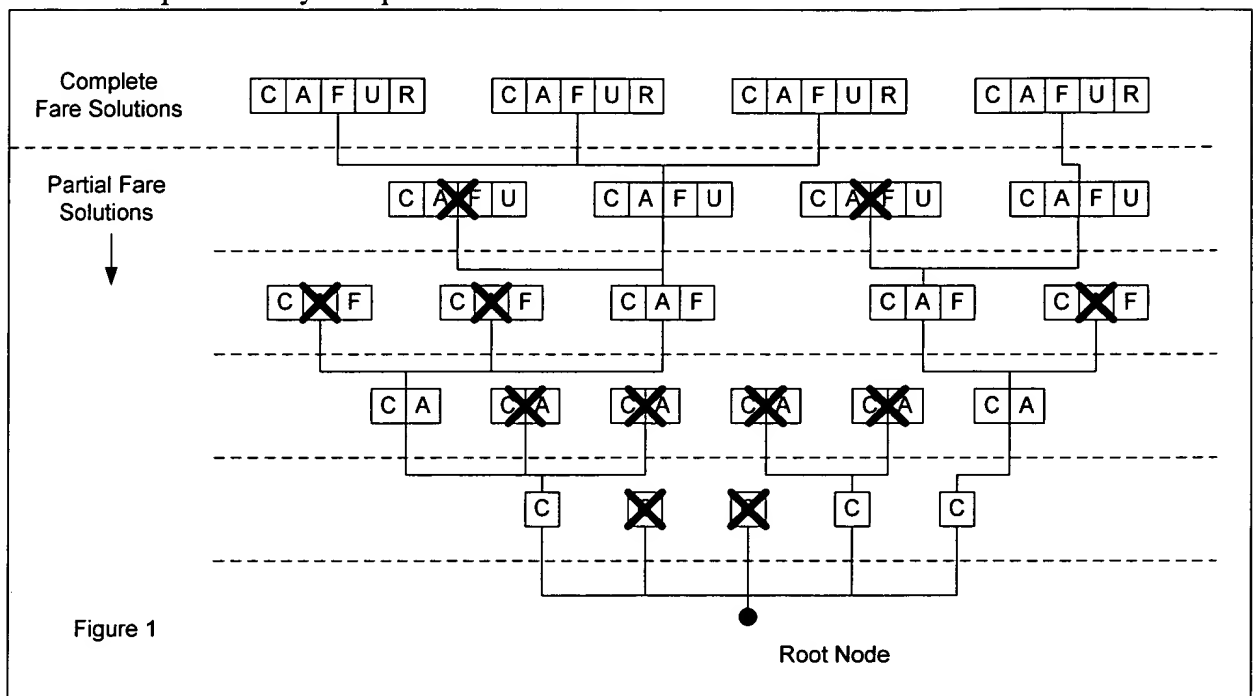 Complete
Fare Solutions
C A F U R
C A F U R
C A F U R
C A F U R
Partial Fare
Solutions
C A F U
C A F U
C A F U
C A F U
C F
C F
C A F
C A F
C F
C A
C A
C A
C A
C A
C A
C
C
C
Figure 1
Root Node